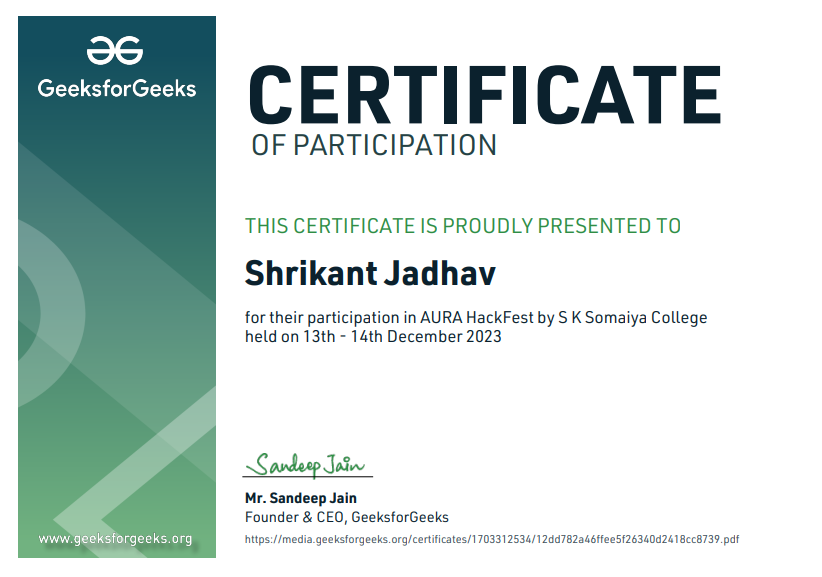 GeeksforGeeks
CERTIFICATE
OF PARTICIPATION
THIS CERTIFICATE IS PROUDLY PRESENTED TO
Shrikant Jadhav
for their participation in AURA HackFest by S K Somaiya College
held on 13th - 14th December 2023
Sandeep Jain
Mr. Sandeep Jain
Founder & CEO, GeeksforGeeks
www.geeksforgeeks.org
https://media.geeksforgeeks.org/certificates/1703312534/12dd782a46ffee5f26340d2418cc8739.pdf